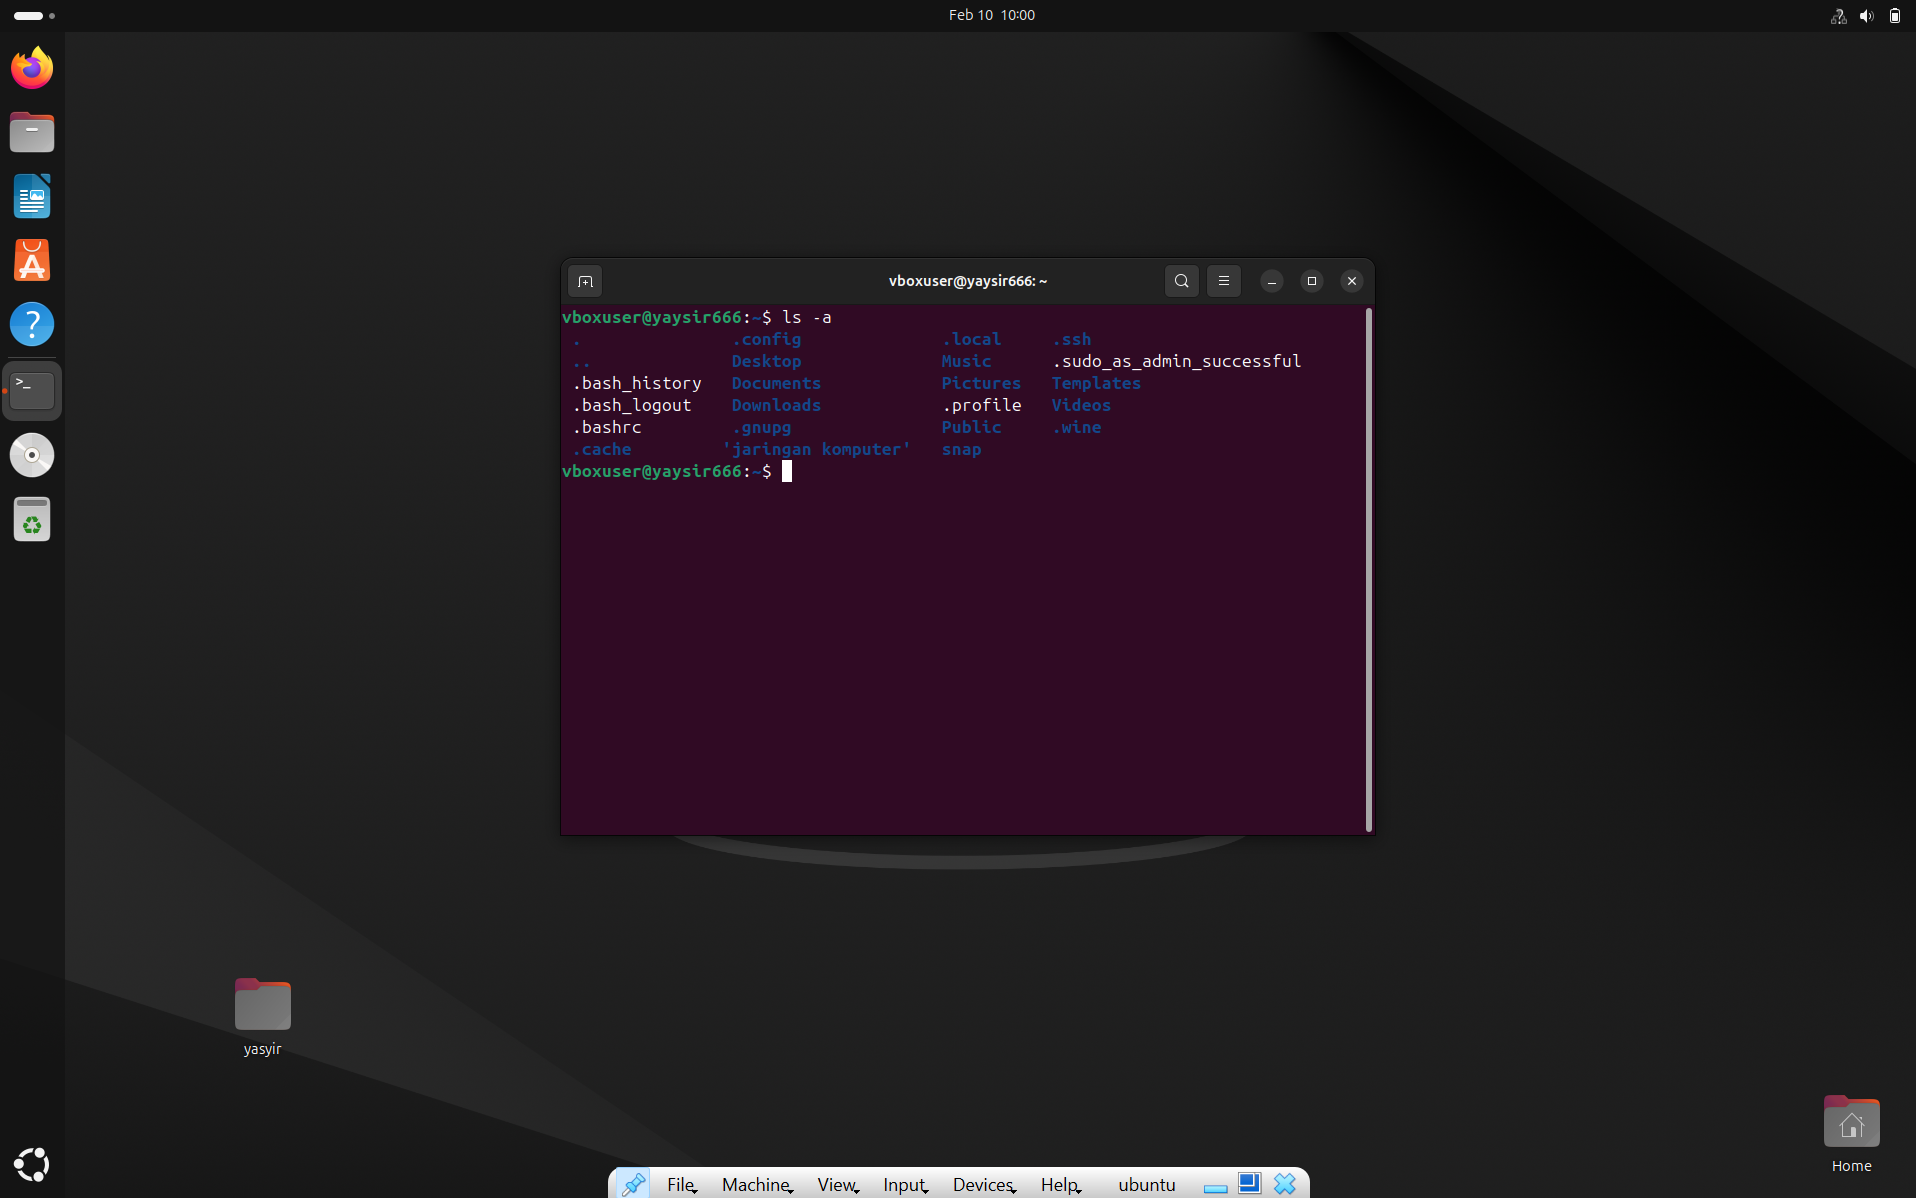 Feb 10 10:00
vboxuser@yaysir666: ~
vboxuser@yaysir666:~$ ls -a
. .config .local .ssh
.. Desktop Music .sudo_as_admin_successful
.bash_history Documents Pictures Templates
.bash_logout Downloads .profile Videos
.bashrc .gnupg Public .wine
.cache 'jaringan komputer' snap
vboxuser@yaysir666:~$
yasyir
Home
File Machine View Input Devices Help ubuntu